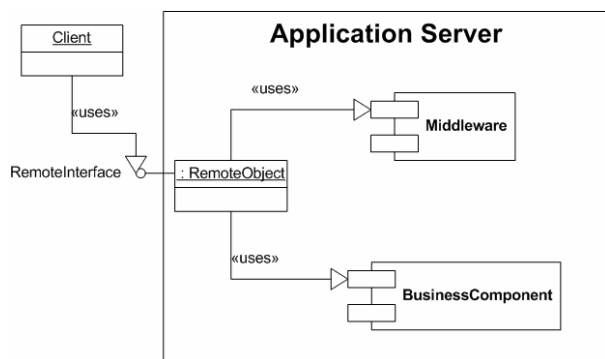 Application Server
Client
«uses»
«uses»
Middleware
RemoteInterface
: RemoteObject
«uses»
BusinessComponent